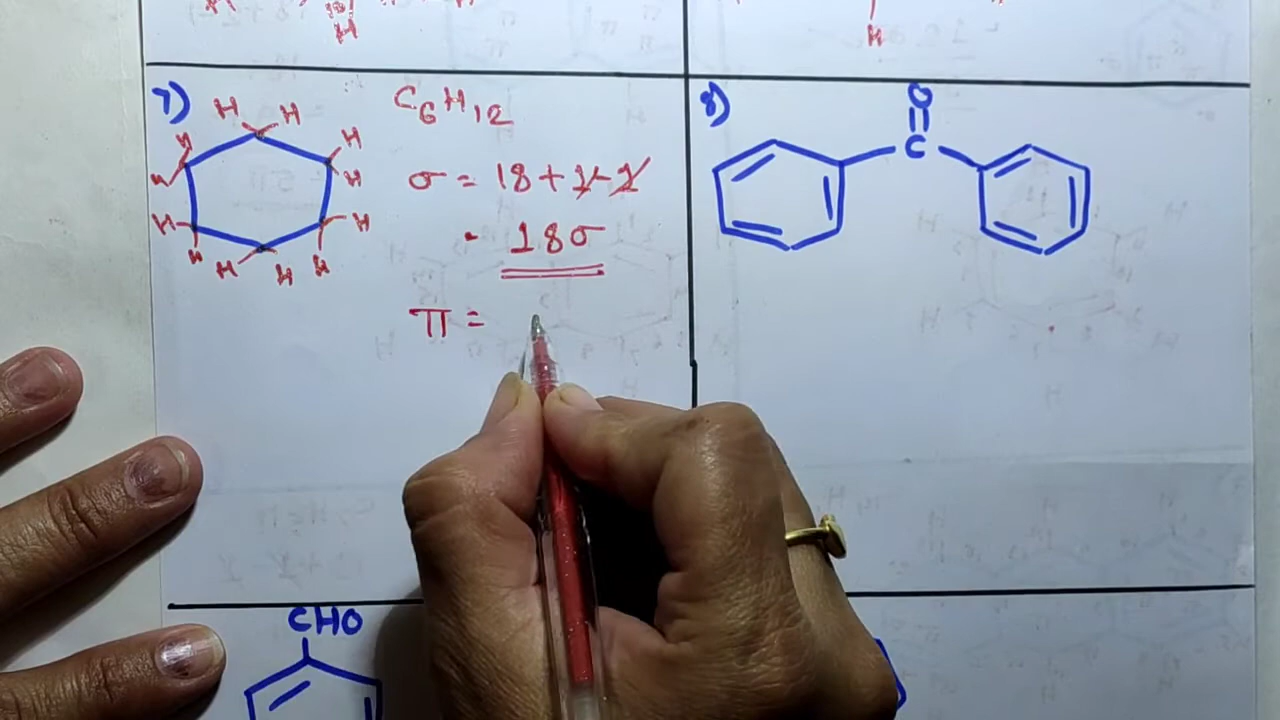 H
H
7)
H H
H H
H H
H H
H H
H H
C6H12
σ = 18 + 1 - 1
= 18σ
π =
8)
O
C
CHO